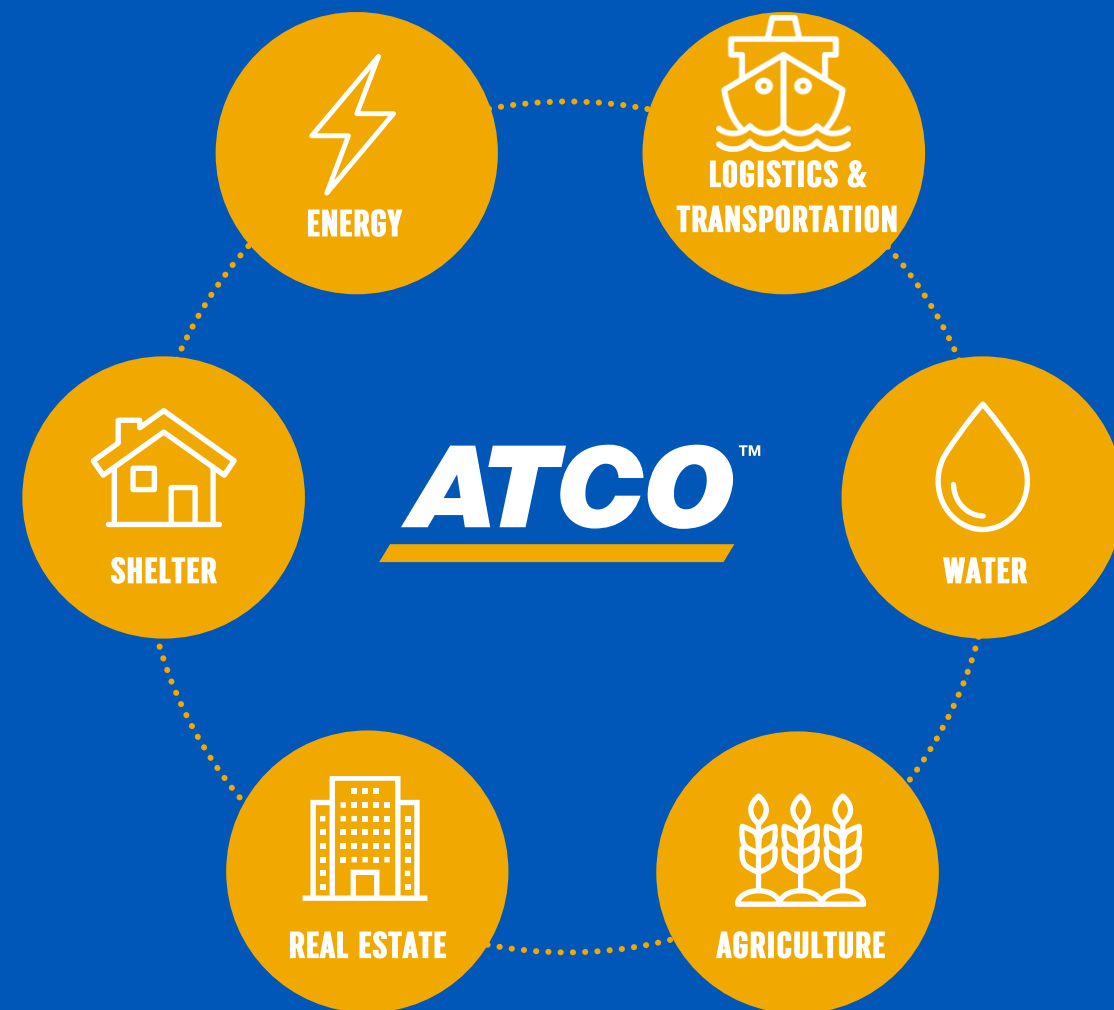 ENERGY
LOGISTICS &
TRANSPORTATION
SHELTER
ATCO™
WATER
REAL ESTATE
AGRICULTURE